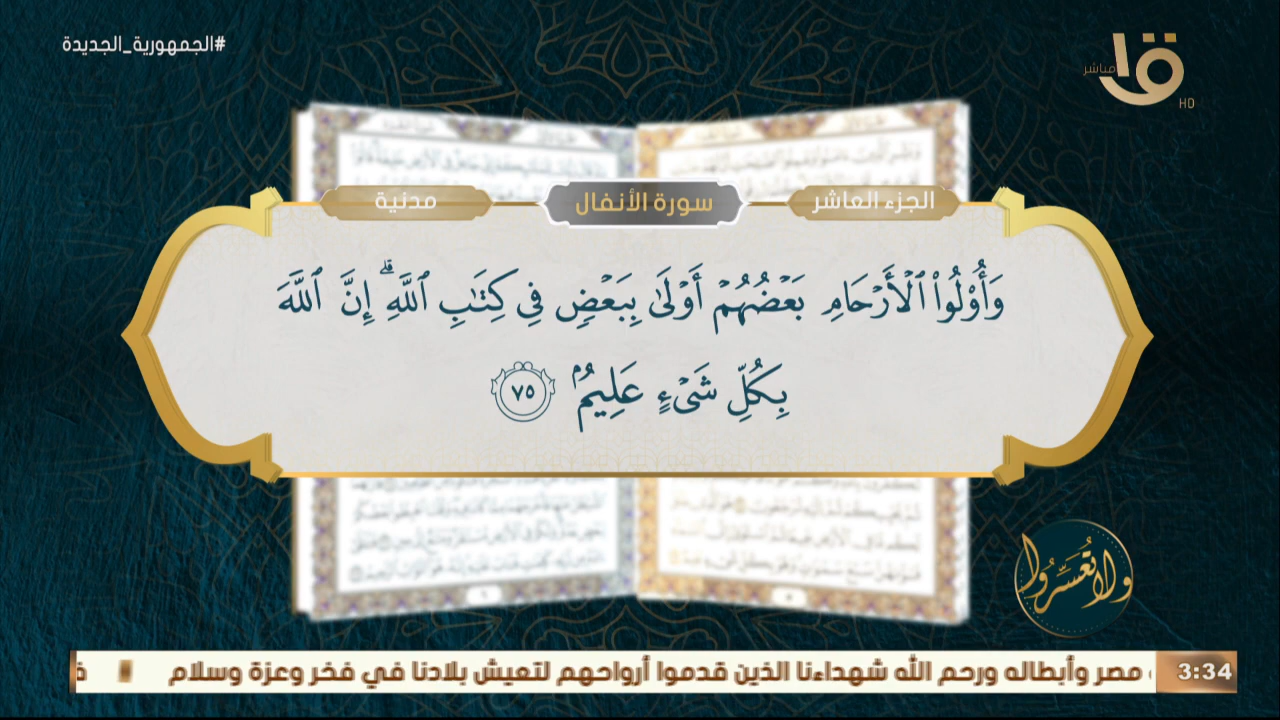 #الجمهورية_الجديدة
مباشر
HD
الجزء العاشر
سورة الأنفال
مدنية
وَأُوْلُواْ ٱلۡأَرۡحَامِ بَعۡضُهُمۡ أَوۡلَىٰ بِبَعۡضٖ فِي كِتَٰبِ ٱللَّهِۚ إِنَّ ٱللَّهَ
بِكُلِّ شَيۡءٍ عَلِيمُۢ ٧٥
ولا تُعَسِّرُوا
مصر وأبطاله ورحم الله شهداءنا الذين قدموا أرواحهم لتعيش بلادنا في فخر وعزة وسلام
3:34